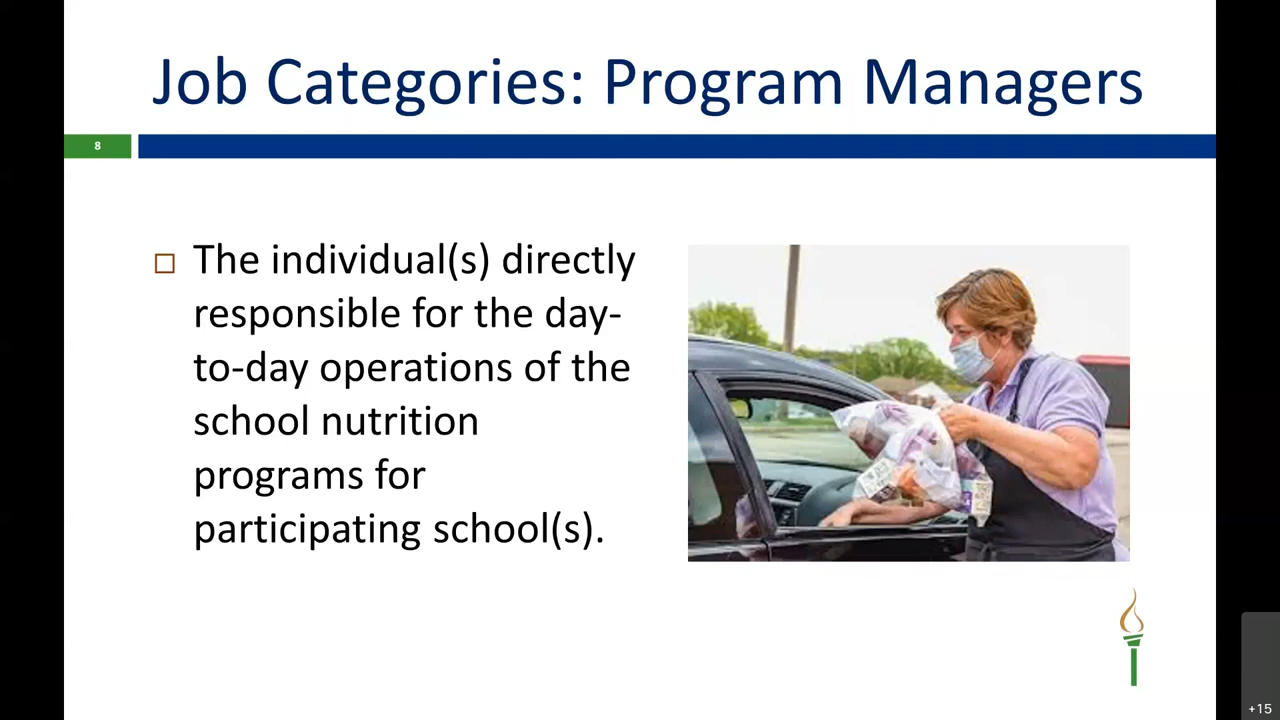 Job Categories: Program Managers
8
The individual(s) directly
responsible for the day-
to-day operations of the
school nutrition
programs for
participating school(s).
+15